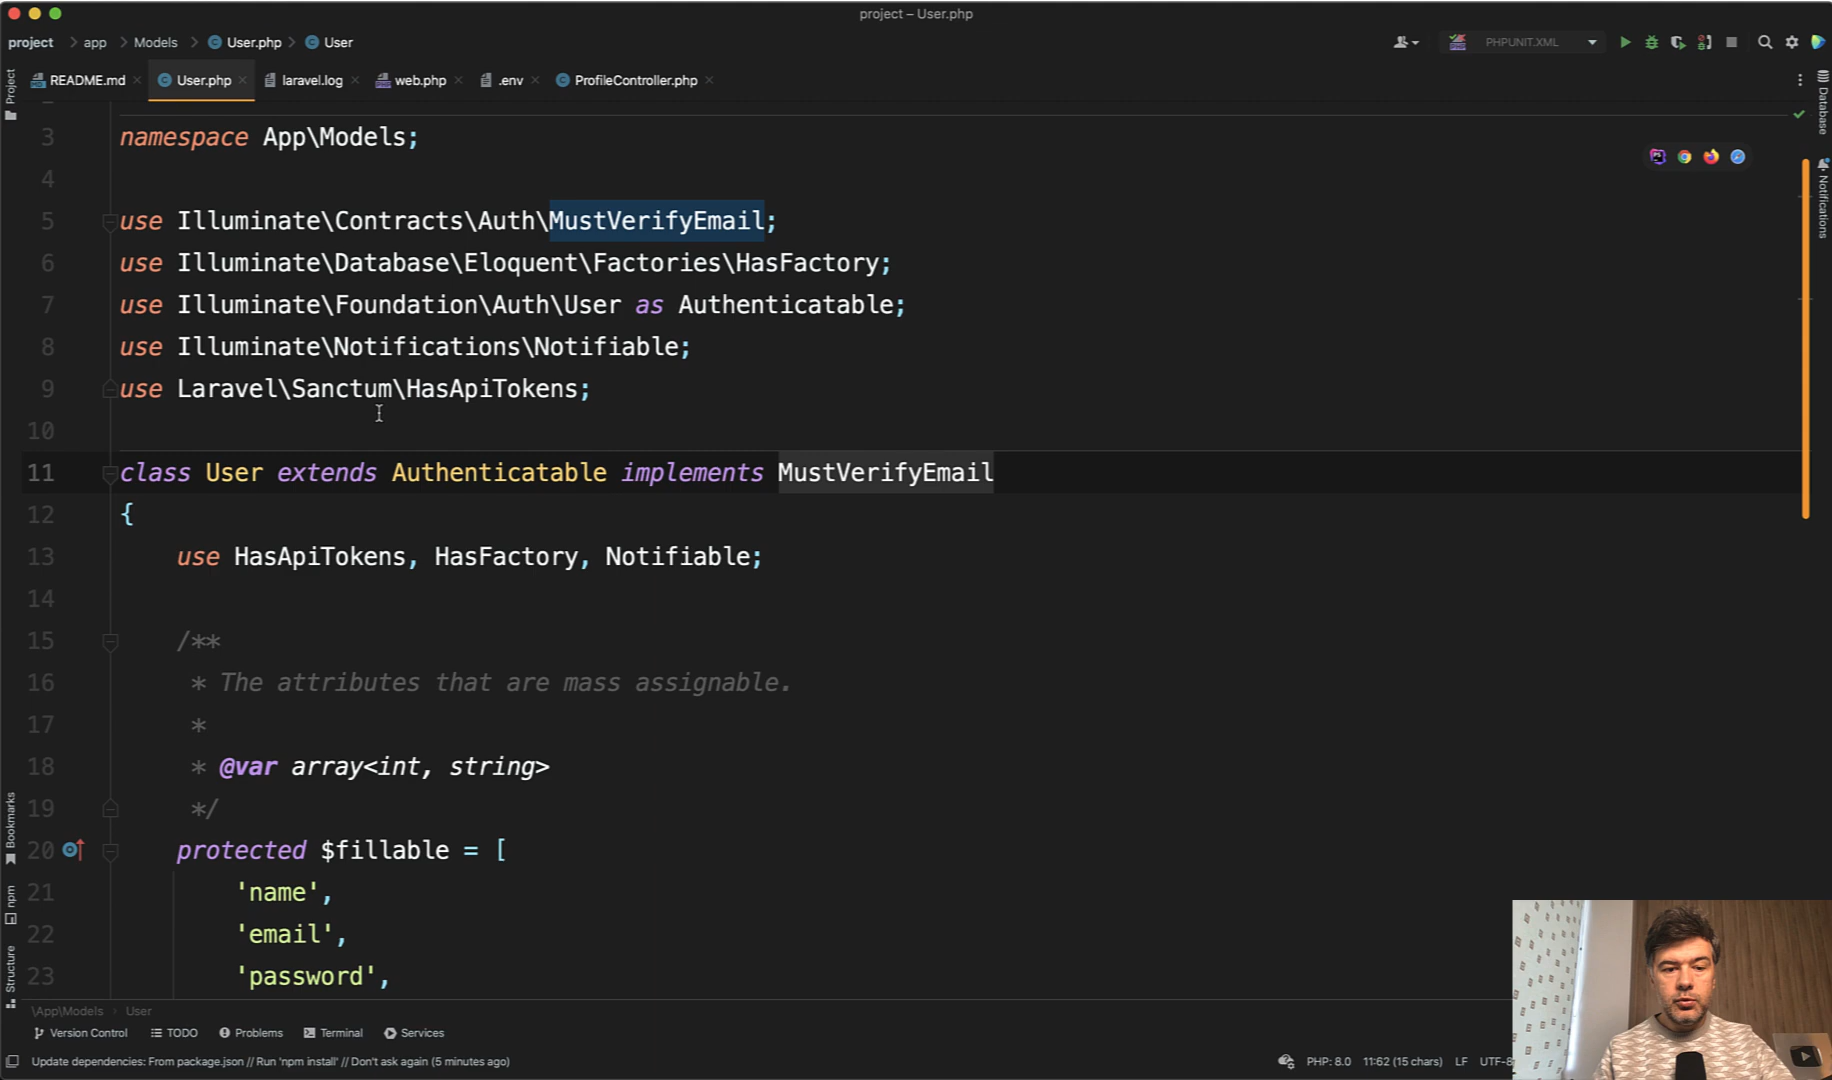 project – User.php
project app Models User.php User
PHPUNIT.XML
README.md User.php laravel.log web.php .env ProfileController.php
Project
Database
Notifications
3 namespace App\Models;
4
5 use Illuminate\Contracts\Auth\MustVerifyEmail;
6 use Illuminate\Database\Eloquent\Factories\HasFactory;
7 use Illuminate\Foundation\Auth\User as Authenticatable;
8 use Illuminate\Notifications\Notifiable;
9 use Laravel\Sanctum\HasApiTokens;
10
11 class User extends Authenticatable implements MustVerifyEmail
12 {
13 use HasApiTokens, HasFactory, Notifiable;
14
15 /**
16 * The attributes that are mass assignable.
17 *
18 * @var array<int, string>
19 */
20 protected $fillable = [
21 'name',
22 'email',
23 'password',
Bookmarks
npm
Structure
\App\Models User
Version Control TODO Problems Terminal Services
Update dependencies: From package.json // Run 'npm install' // Don't ask again (5 minutes ago)
PHP: 8.0 11:62 (15 chars) LF UTF-8